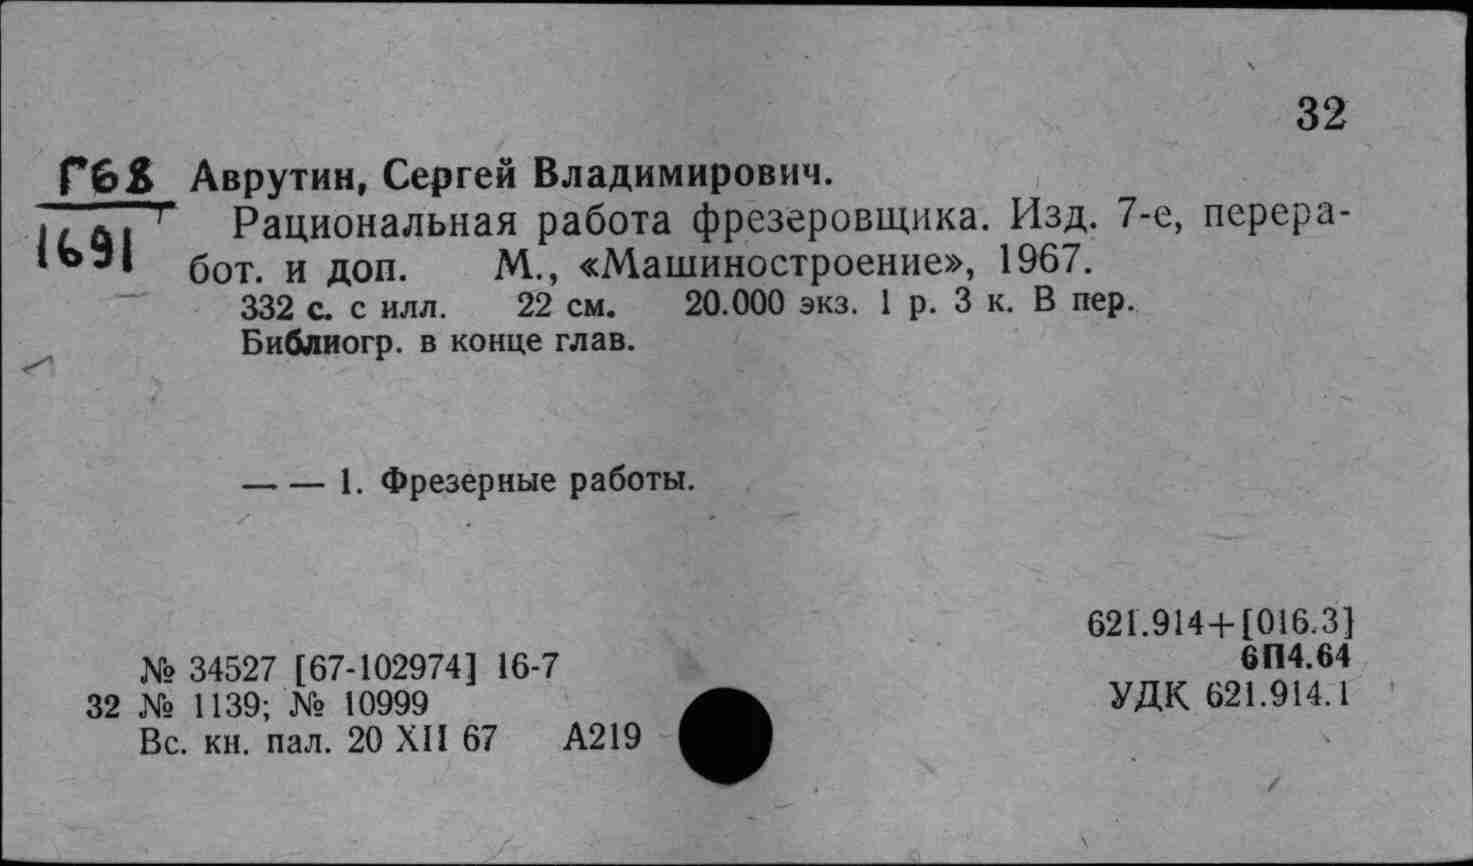 32
Г68 Аврутин, Сергей Владимирович.
1691 Рациональная работа фрезеровщика. Изд. 7-е, перера-
бот. и доп. М., «Машиностроение», 1967.
332 с. с илл. 22 см. 20.000 экз. 1 р. 3 к. В пер.
Библиогр. в конце глав.
— — 1. Фрезерные работы.
621.914+[016.3]
6П4.64
УДК 621.914.1
№ 34527 [67-102974] 16-7
32 № 1139; № 10999
Вс. кн. пал. 20 XII 67 А219